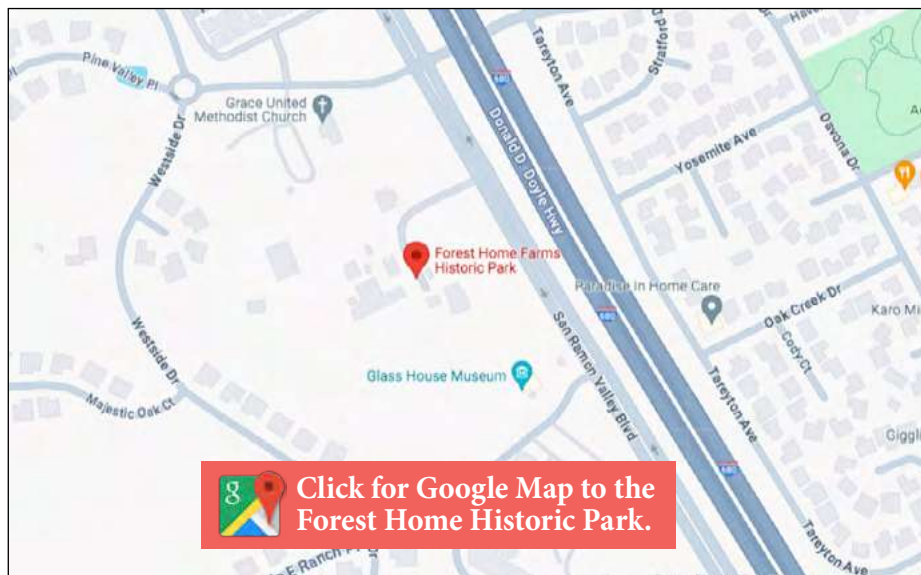 Pine Valley Pl
Westside Dr
Grace United
Methodist Church
680
Donald D. Doyle Hwy
Tareyton Ave
Yosemite Ave
Davona Dr
Forest Home Farms
Historic Park
Paradise In Home Care
680
Oak Creek Dr
Karo Mi
Cody Ct
San Ramon Valley Blvd
Glass House Museum
Westside Dr
Majestic Oak Ct
Tareyton Ave
Giggli
680
g
Click for Google Map to the
Forest Home Historic Park.
Tareyton Ave